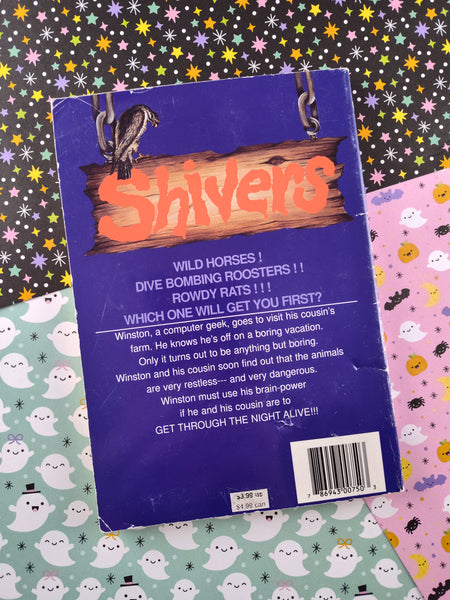 Shivers
WILD HORSES !
DIVE BOMBING ROOSTERS ! !
ROWDY RATS ! ! !
WHICH ONE WILL GET YOU FIRST?
Winston, a computer geek, goes to visit his cousin's
farm. He knows he's off on a boring vacation.
Only it turns out to be anything but boring.
Winston and his cousin soon find out that the animals
are very restless--- and very dangerous.
Winston must use his brain-power
if he and his cousin are to
GET THROUGH THE NIGHT ALIVE!!!
$3.99 us
$4.99 can
7 86943 00750 3